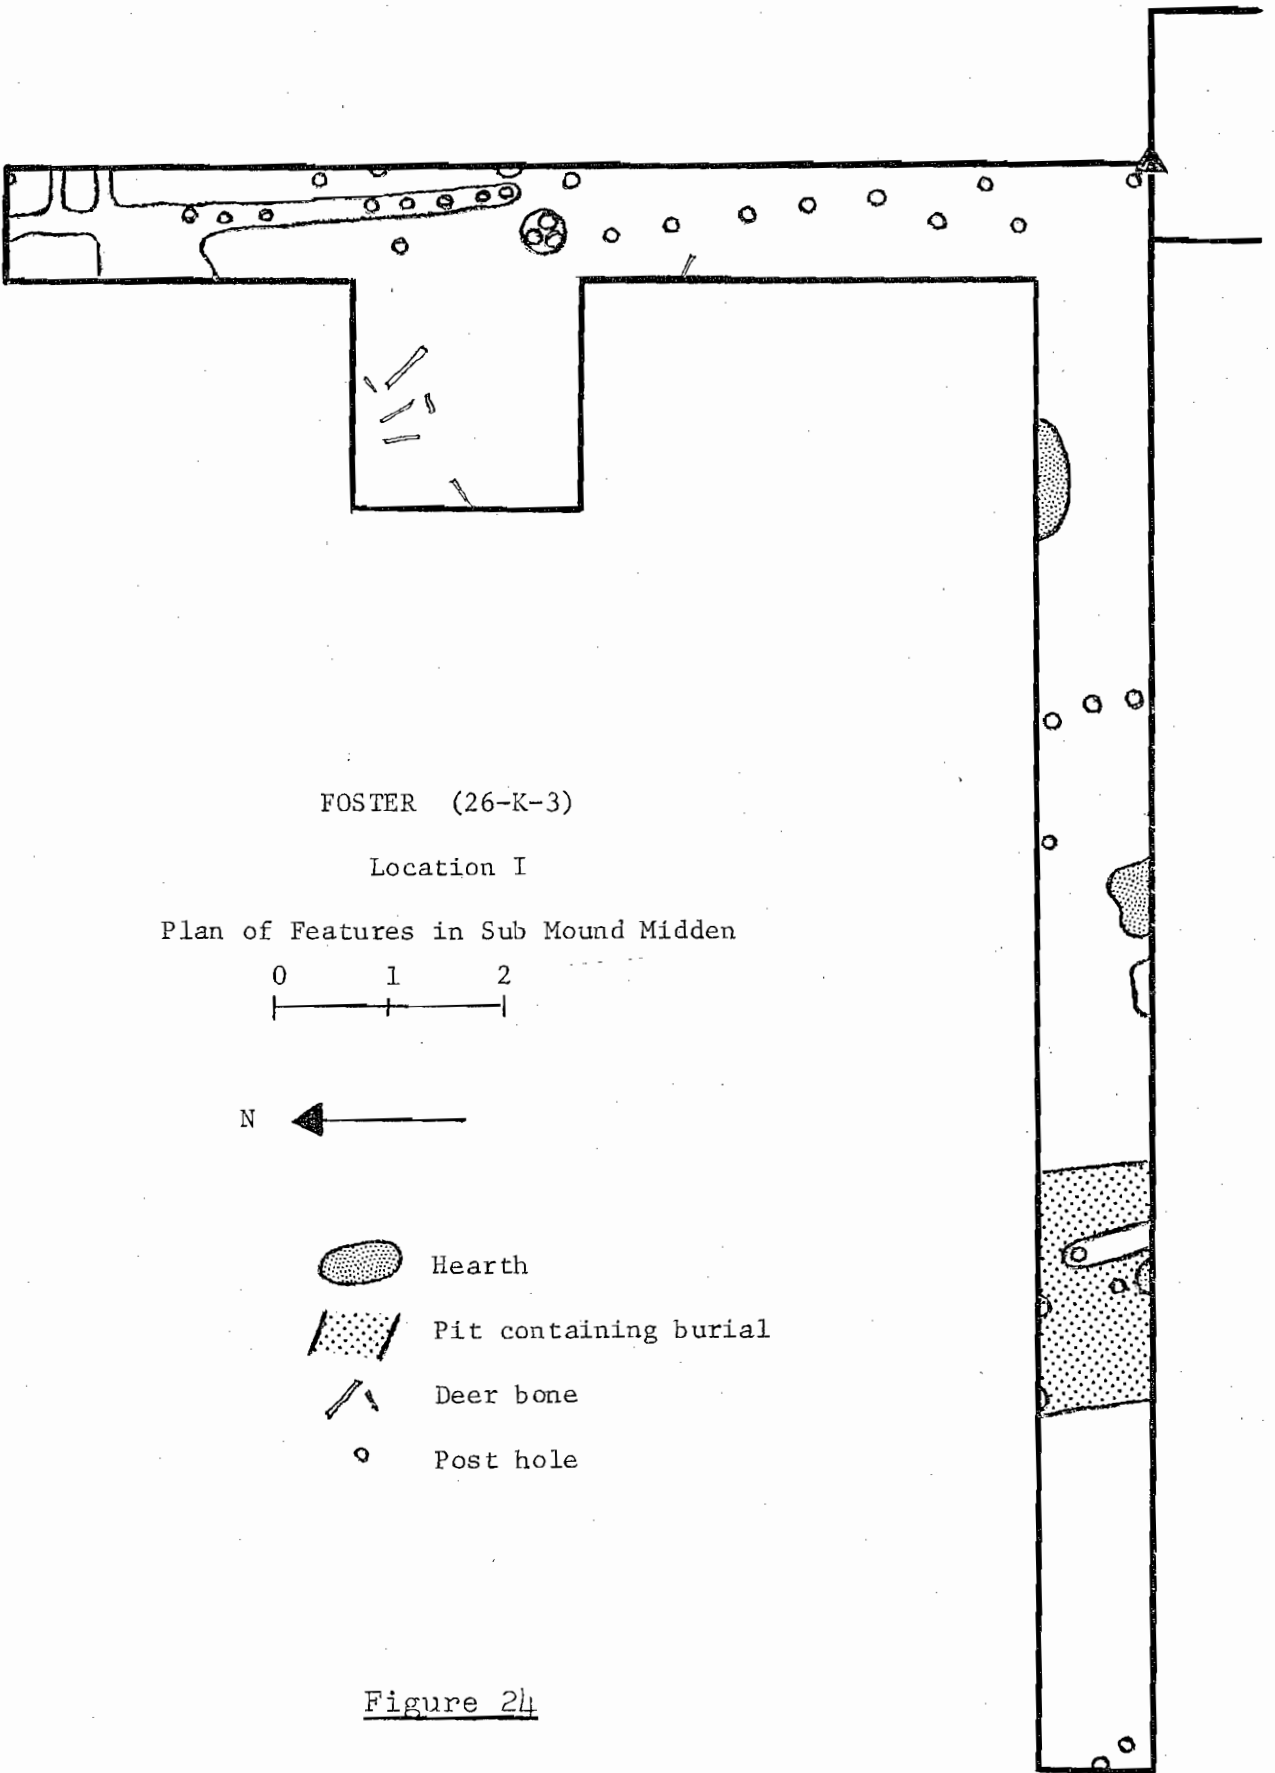 FOSTER (26-K-3)
Location I
Plan of Features in Sub Mound Midden
0 1 2
N
Hearth
Pit containing burial
Deer bone
Post hole
Figure 24